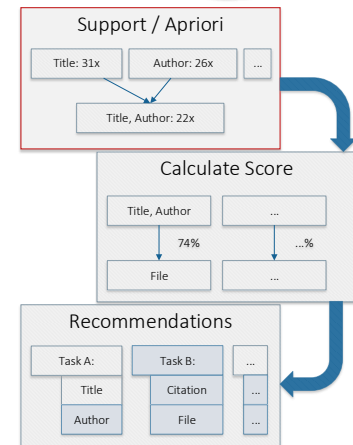 Support / Apriori
Title: 31x Author: 26x ...
Title, Author: 22x
Calculate Score
Title, Author ...
74% ...%
File ...
Recommendations
Task A: Task B: ...
Title Citation ...
Author File ...